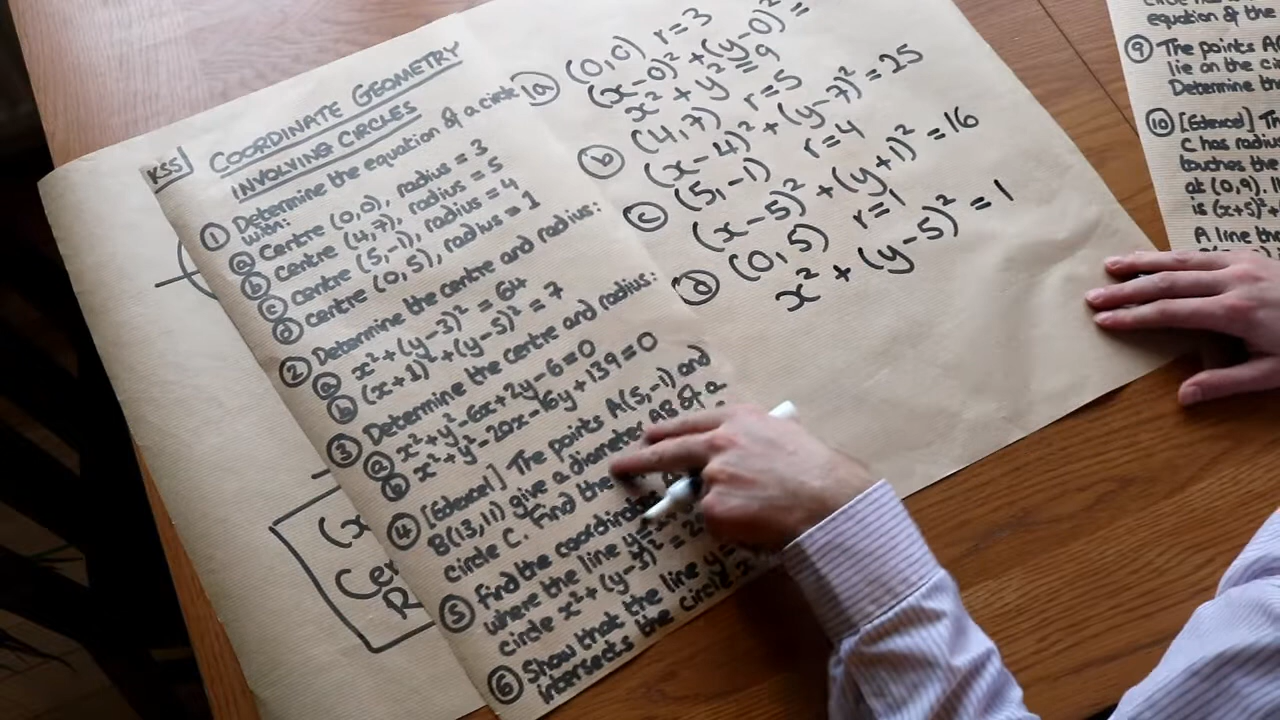 KS5
COORDINATE GEOMETRY
INVOLVING CIRCLES
① Determine the equation of a circle
with:
ⓐ Centre (0,0), radius = 3
ⓑ centre (4,7), radius = 5
ⓒ centre (5,-1), radius = 4
ⓓ centre (0,5), radius = 1
② Determine the centre and radius:
ⓐ x² + (y-3)² = 64
ⓑ (x+1)² + (y-5)² = 7
③ Determine the centre and radius:
ⓐ x²+y²-6x+2y-6=0
ⓑ x²+y²-20x-16y+139=0
④ [Edexcel] The points A(5,-1) and
B(13,11) give a diameter AB of a
circle C. Find the
⑤ Find the coordinates
where the line y=
circle x²+(y-3)² = 2
⑥ Show that the line y=
intersects the circle x
1a) (0,0) r=3
(x-0)² + (y-0)² =
x² + y² = 9
ⓑ (4,7) r=5
(x-4)² + (y-7)² = 25
ⓒ (5,-1) r=4
(x-5)² + (y+1)² = 16
ⓓ (0,5) r=1
x² + (y-5)² = 1
(x
Cen
R
equation of the
⑨ The points A(
lie on the ci
Determine the
⑩ [Edexcel] Th
C has radiu
touches the
at (0,9). I
is (x+5)²+
A line th